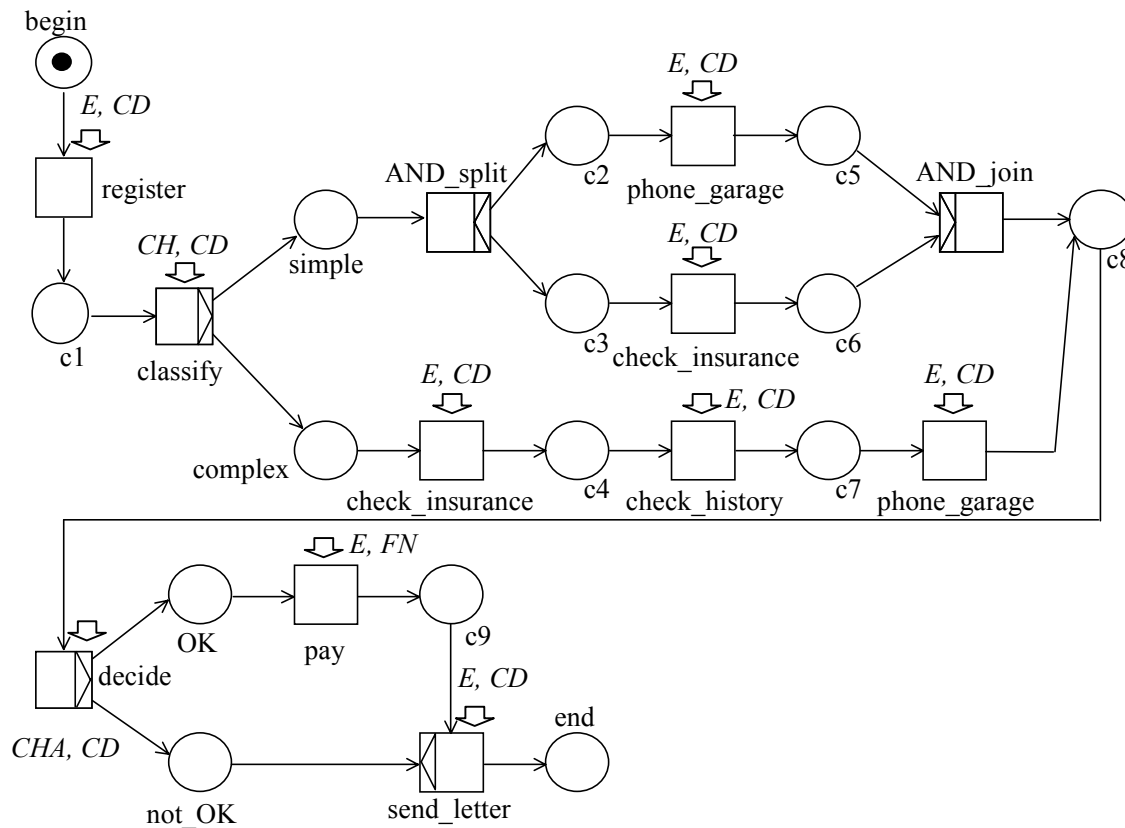 begin
E, CD
register
c1
CH, CD
classify
simple
AND_split
c2
E, CD
phone_garage
c5
AND_join
c8
c3
E, CD
check_insurance
c6
complex
E, CD
check_insurance
c4
E, CD
check_history
c7
E, CD
phone_garage
decide
CHA, CD
OK
E, FN
pay
c9
not_OK
E, CD
send_letter
end